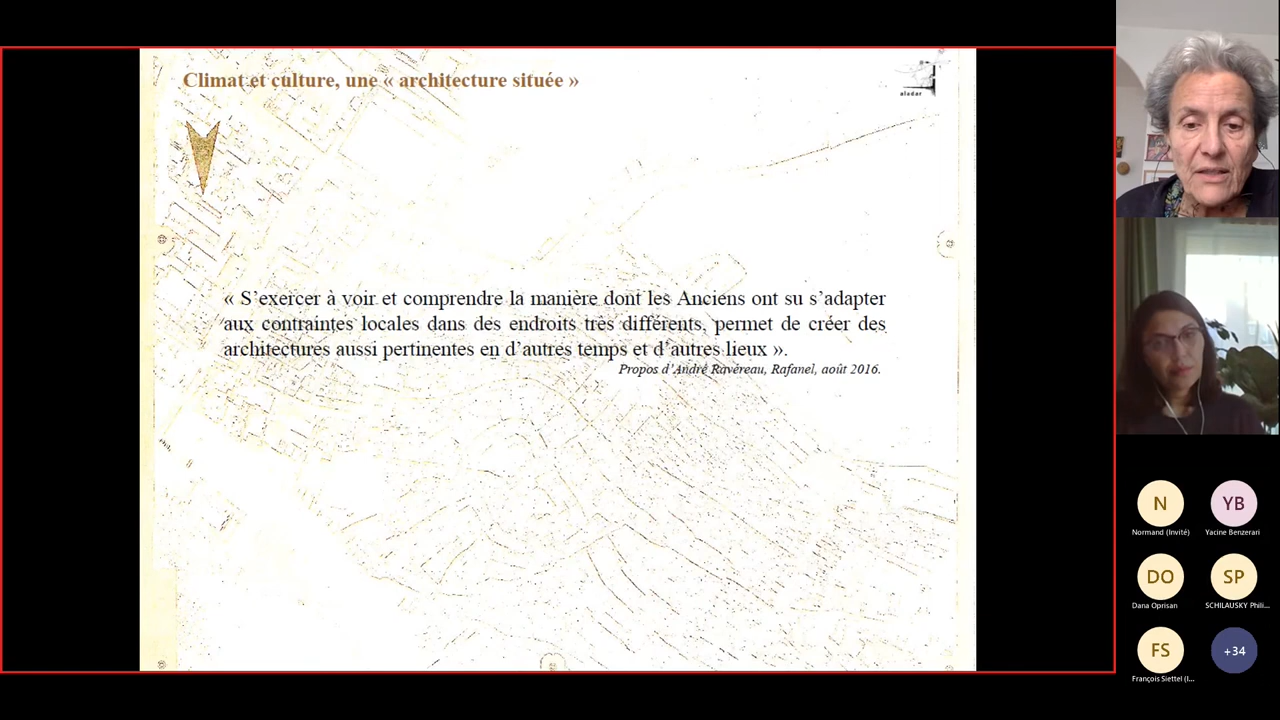 Climat et culture, une « architecture située »
aladar
« S’exercer à voir et comprendre la manière dont les Anciens ont su s’adapter
aux contraintes locales dans des endroits très différents, permet de créer des
architectures aussi pertinentes en d’autres temps et d’autres lieux ».
Propos d’André Ravéreau, Rafanel, août 2016.
N
YB
Normand (Invité)
Yacine Benzerari
DO
SP
Dana Oprisan
SCHILAUSKY Phili...
FS
+34
François Siettel (I...